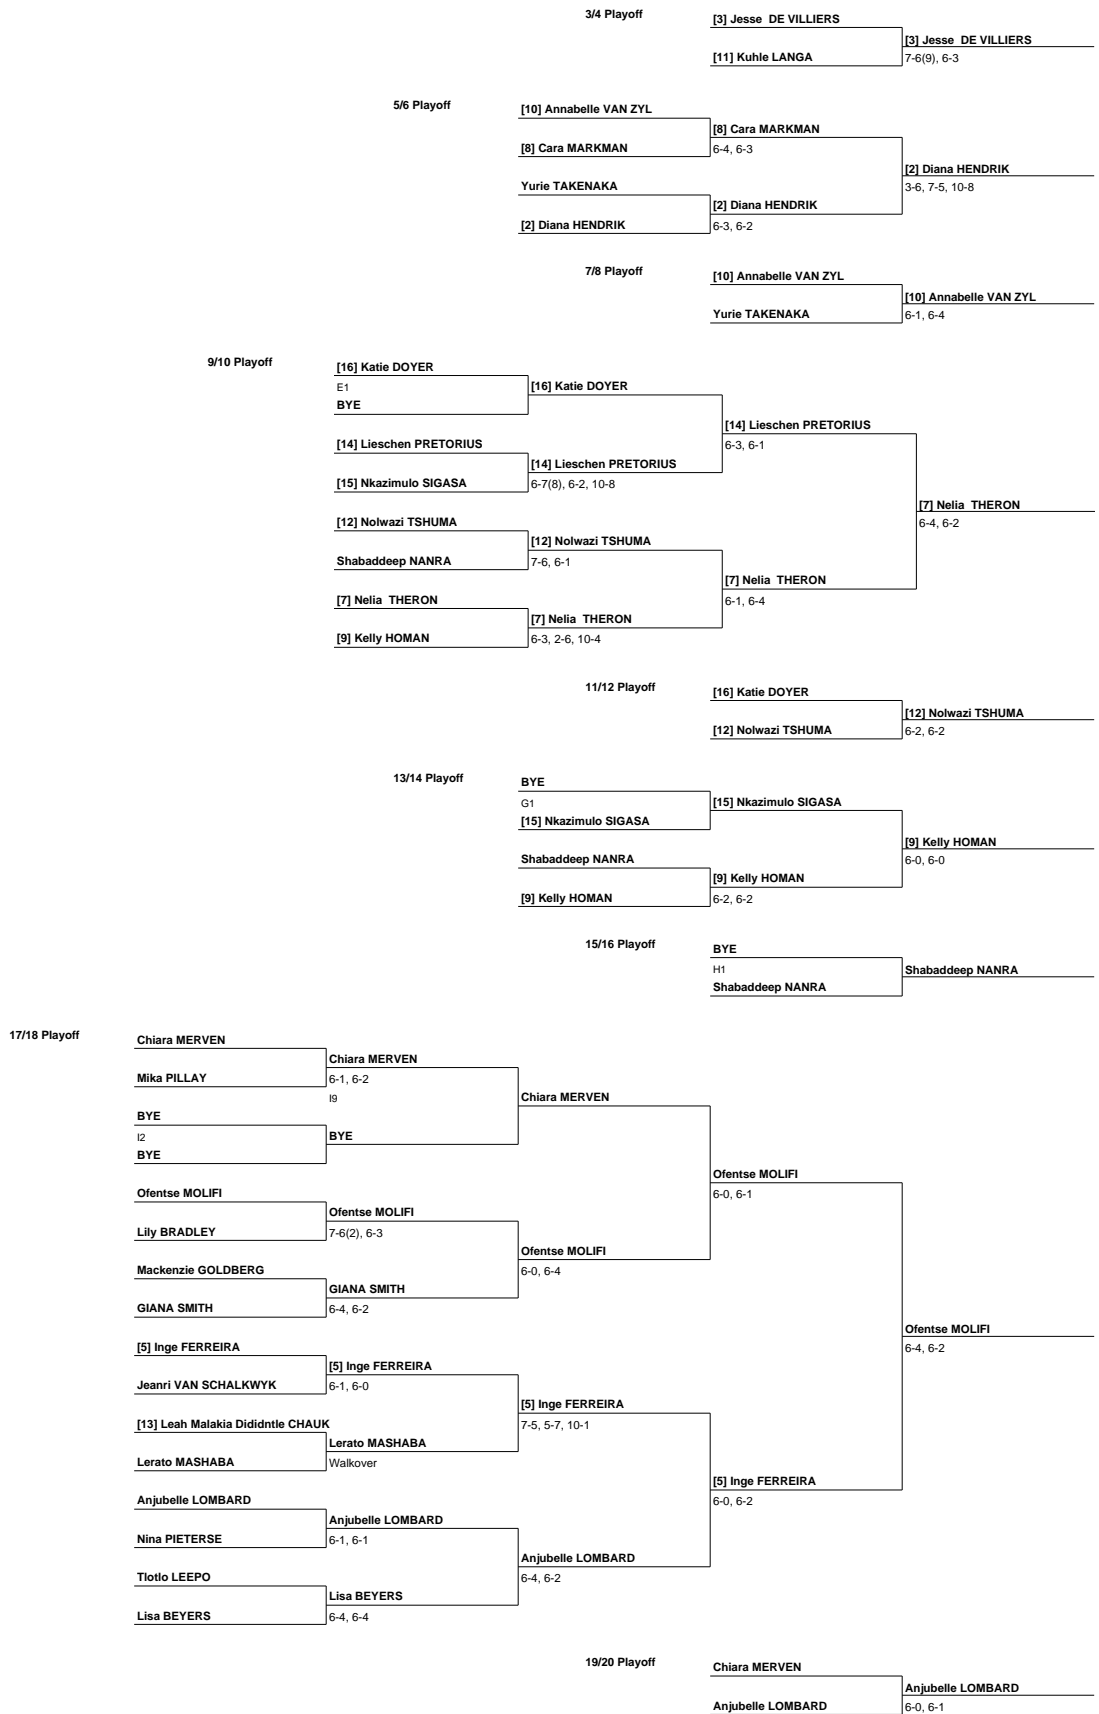 3/4 Playoff
[3] Jesse  DE VILLIERS
[3] Jesse  DE VILLIERS
[11] Kuhle LANGA
7-6(9), 6-3
5/6 Playoff
[10] Annabelle VAN ZYL
[8] Cara MARKMAN
[8] Cara MARKMAN
6-4, 6-3
[2] Diana HENDRIK
3-6, 7-5, 10-8
Yurie TAKENAKA
[2] Diana HENDRIK
[2] Diana HENDRIK
6-3, 6-2
7/8 Playoff
[10] Annabelle VAN ZYL
[10] Annabelle VAN ZYL
Yurie TAKENAKA
6-1, 6-4
9/10 Playoff
[16] Katie DOYER
E1
[16] Katie DOYER
BYE
[14] Lieschen PRETORIUS
6-3, 6-1
[14] Lieschen PRETORIUS
[14] Lieschen PRETORIUS
[15] Nkazimulo SIGASA
6-7(8), 6-2, 10-8
[7] Nelia  THERON
6-4, 6-2
[12] Nolwazi TSHUMA
[12] Nolwazi TSHUMA
Shabaddeep NANRA
7-6, 6-1
[7] Nelia  THERON
6-1, 6-4
[7] Nelia  THERON
[7] Nelia  THERON
[9] Kelly HOMAN
6-3, 2-6, 10-4
11/12 Playoff
[16] Katie DOYER
[12] Nolwazi TSHUMA
[12] Nolwazi TSHUMA
6-2, 6-2
13/14 Playoff
BYE
G1
[15] Nkazimulo SIGASA
[15] Nkazimulo SIGASA
[9] Kelly HOMAN
6-0, 6-0
Shabaddeep NANRA
[9] Kelly HOMAN
[9] Kelly HOMAN
6-2, 6-2
15/16 Playoff
BYE
H1
Shabaddeep NANRA
Shabaddeep NANRA
17/18 Playoff
Chiara MERVEN
Chiara MERVEN
Mika PILLAY
6-1, 6-2
I9
Chiara MERVEN
BYE
I2
BYE
BYE
Ofentse MOLIFI
6-0, 6-1
Ofentse MOLIFI
Ofentse MOLIFI
Lily BRADLEY
7-6(2), 6-3
Ofentse MOLIFI
6-0, 6-4
Mackenzie GOLDBERG
GIANA SMITH
GIANA SMITH
6-4, 6-2
Ofentse MOLIFI
6-4, 6-2
[5] Inge FERREIRA
[5] Inge FERREIRA
Jeanri VAN SCHALKWYK
6-1, 6-0
[5] Inge FERREIRA
7-5, 5-7, 10-1
[13] Leah Malakia Dididntle CHAUK
Lerato MASHABA
Lerato MASHABA
Walkover
[5] Inge FERREIRA
6-0, 6-2
Anjubelle LOMBARD
Anjubelle LOMBARD
Nina PIETERSE
6-1, 6-1
Anjubelle LOMBARD
6-4, 6-2
Tlotlo LEEPO
Lisa BEYERS
Lisa BEYERS
6-4, 6-4
19/20 Playoff
Chiara MERVEN
Anjubelle LOMBARD
Anjubelle LOMBARD
6-0, 6-1